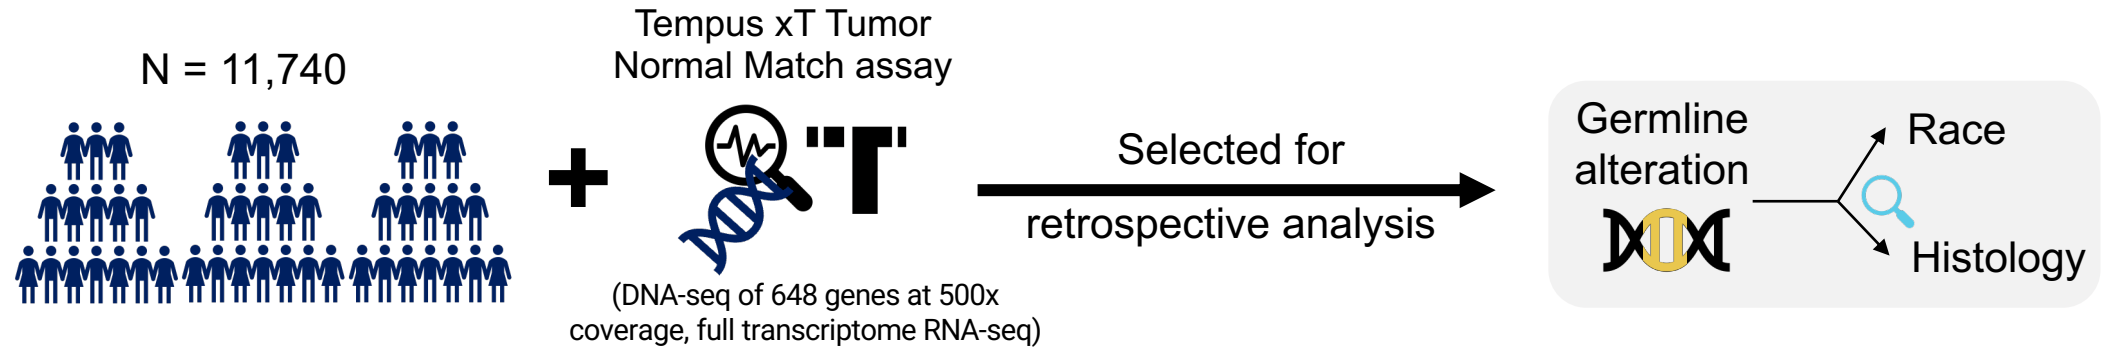 N = 11,740
Tempus xT Tumor
Normal Match assay
(DNA-seq of 648 genes at 500x
coverage, full transcriptome RNA-seq)
Selected for
retrospective analysis
Germline
alteration
Race
Histology